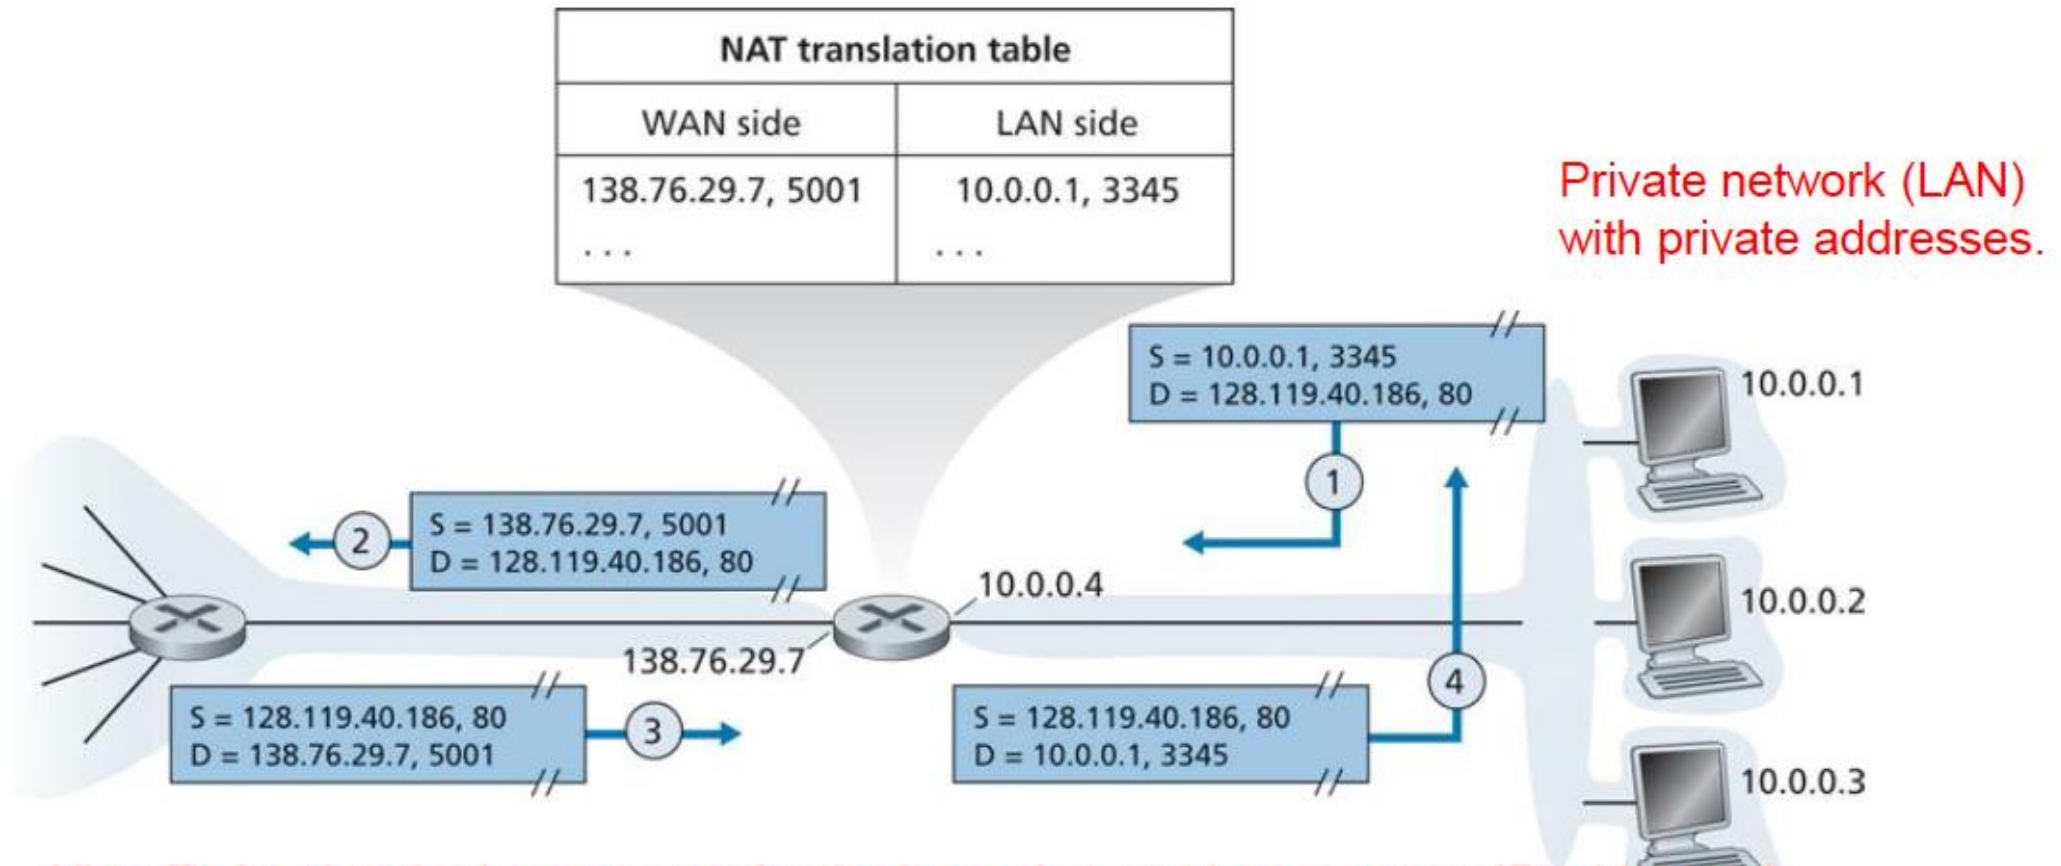 NAT translation table
WAN side LAN side
138.76.29.7, 5001 10.0.0.1, 3345
. . . . . .
Private network (LAN)
with private addresses.
S = 10.0.0.1, 3345
D = 128.119.40.186, 80
10.0.0.1
1
2
S = 138.76.29.7, 5001
D = 128.119.40.186, 80
10.0.0.4
10.0.0.2
138.76.29.7
4
S = 128.119.40.186, 80
D = 138.76.29.7, 5001
3
S = 128.119.40.186, 80
D = 10.0.0.1, 3345
10.0.0.3